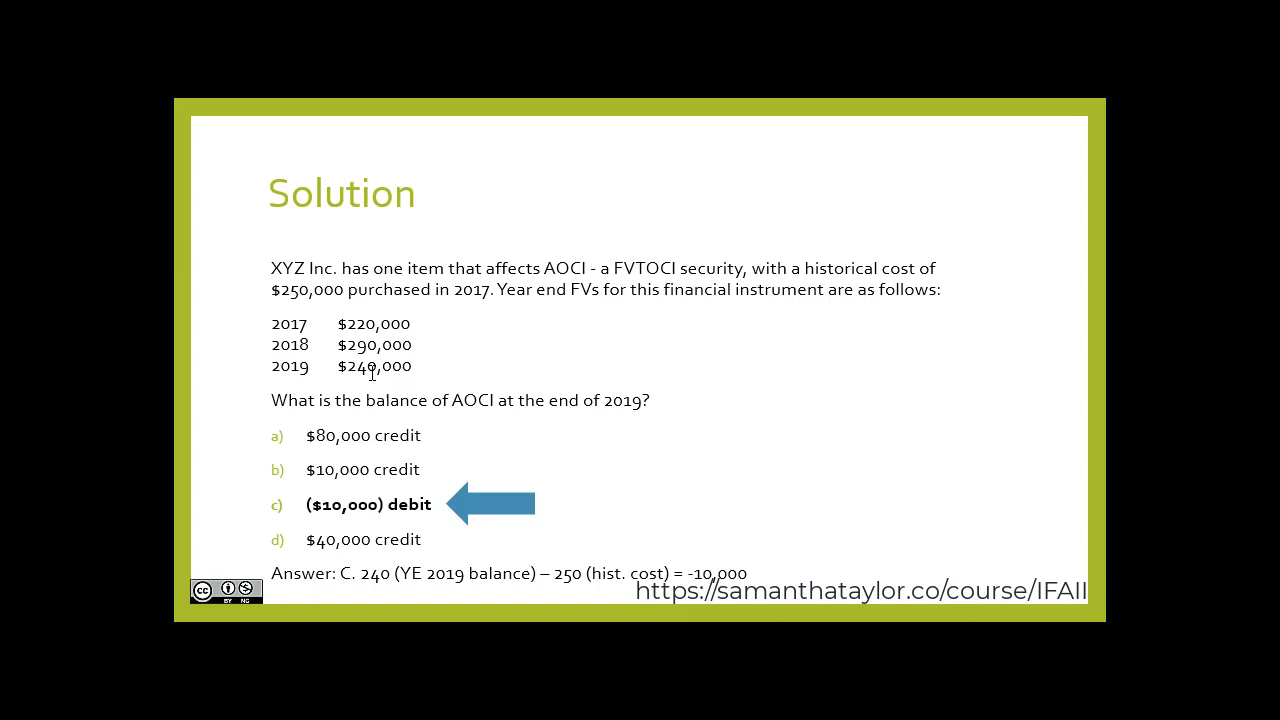 Solution
XYZ Inc. has one item that affects AOCI - a FVTOCI security, with a historical cost of
$250,000 purchased in 2017. Year end FVs for this financial instrument are as follows:
2017 $220,000
2018 $290,000
2019 $240,000
What is the balance of AOCI at the end of 2019?
a) $80,000 credit
b) $10,000 credit
c) ($10,000) debit
d) $40,000 credit
Answer: C. 240 (YE 2019 balance) – 250 (hist. cost) = -10,000
cc BY NC
https://samanthataylor.co/course/IFAII